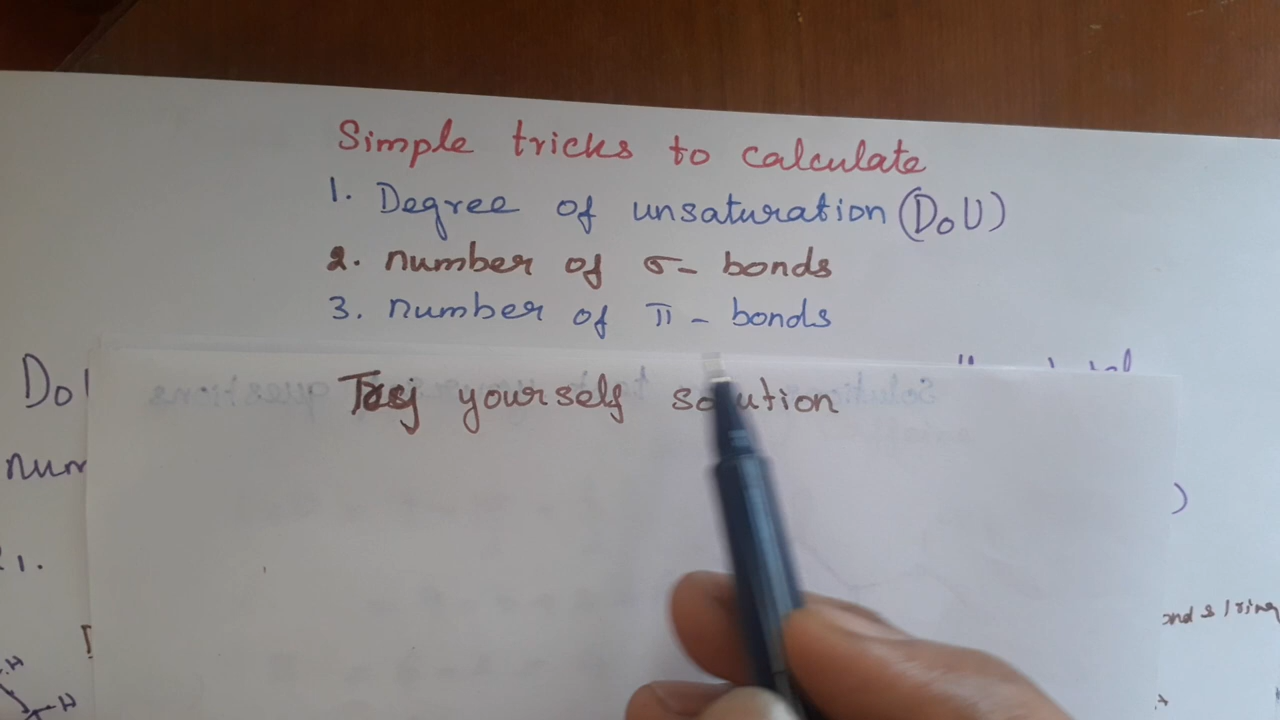 Simple tricks to calculate
1. Degree of unsaturation (DoU)
2. number of σ- bonds
3. number of π - bonds
yourself solution
Do
num
1.
)
H
H